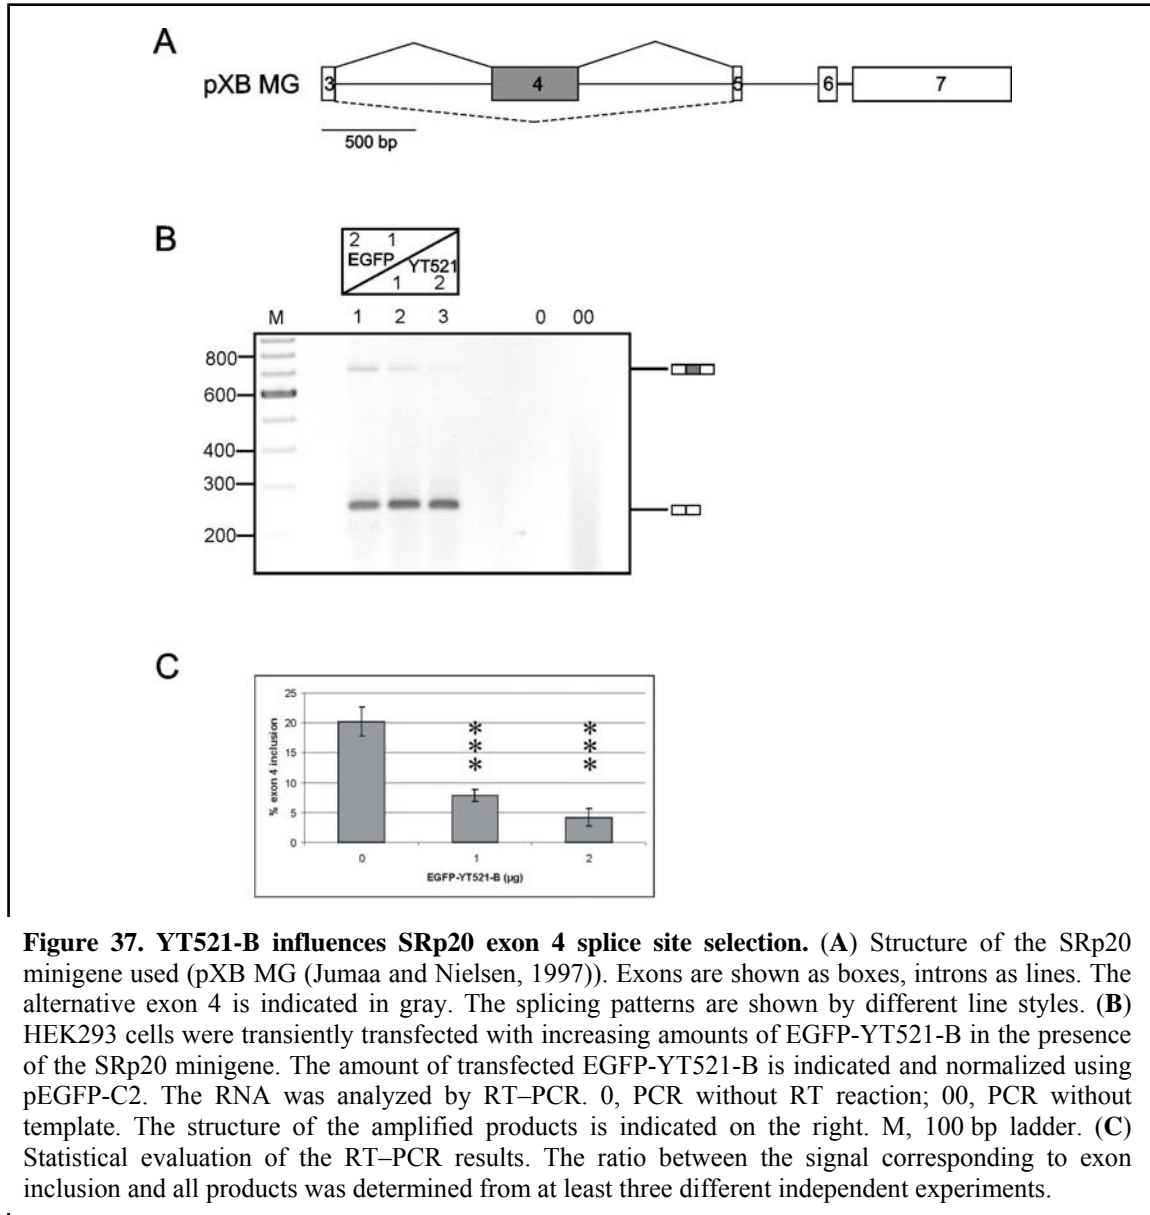 A
pXB MG
3
4
5
6
7
500 bp
B
2 1
EGFP YT521
1 2
M 1 2 3 0 00
800
600
400
300
200
C
25
20
15
10
5
0
% exon 4 inclusion
* *
* *
* *
0 1 2
EGFP-YT521-B (µg)
Figure 37. YT521-B influences SRp20 exon 4 splice site selection. (A) Structure of the SRp20
minigene used (pXB MG (Jumaa and Nielsen, 1997)). Exons are shown as boxes, introns as lines. The
alternative exon 4 is indicated in gray. The splicing patterns are shown by different line styles. (B)
HEK293 cells were transiently transfected with increasing amounts of EGFP-YT521-B in the presence
of the SRp20 minigene. The amount of transfected EGFP-YT521-B is indicated and normalized using
pEGFP-C2. The RNA was analyzed by RT–PCR. 0, PCR without RT reaction; 00, PCR without
template. The structure of the amplified products is indicated on the right. M, 100 bp ladder. (C)
Statistical evaluation of the RT–PCR results. The ratio between the signal corresponding to exon
inclusion and all products was determined from at least three different independent experiments.